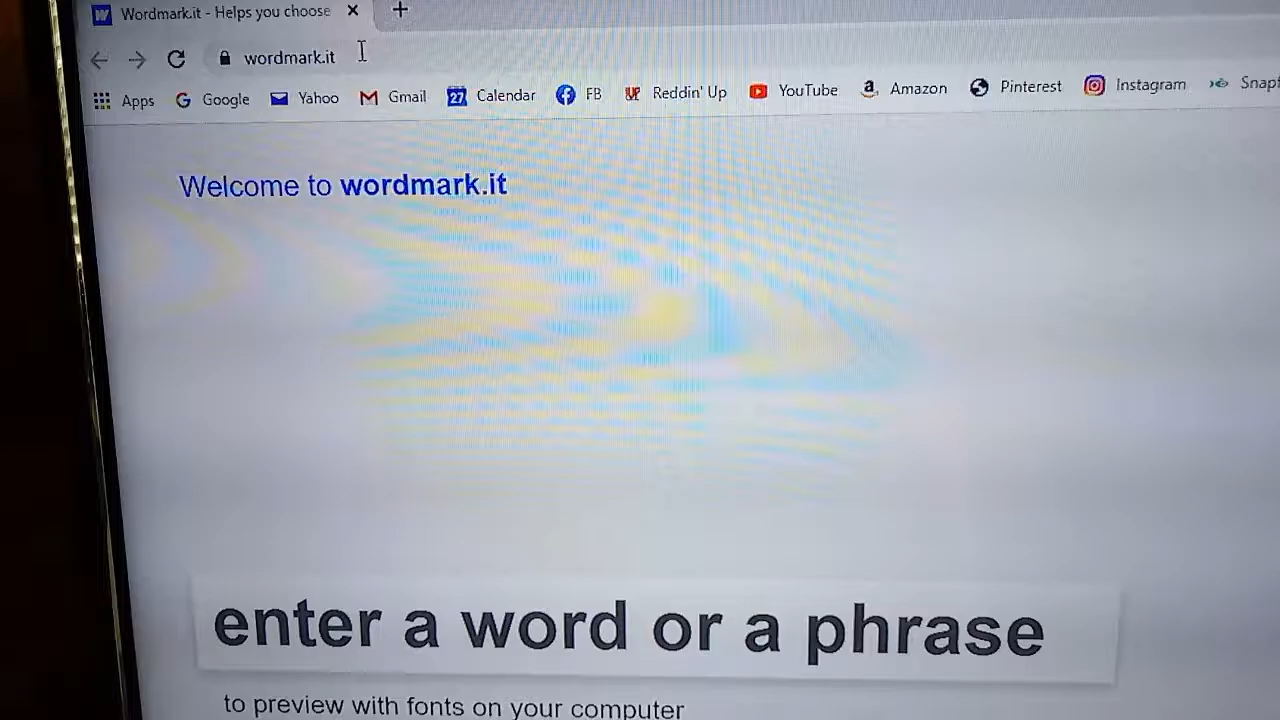 Wordmark.it - Helps you choose
wordmark.it
Apps Google Yahoo Gmail 27 Calendar FB Reddin' Up YouTube Amazon Pinterest Instagram
Welcome to wordmark.it
enter a word or a phrase
to preview with fonts on your computer